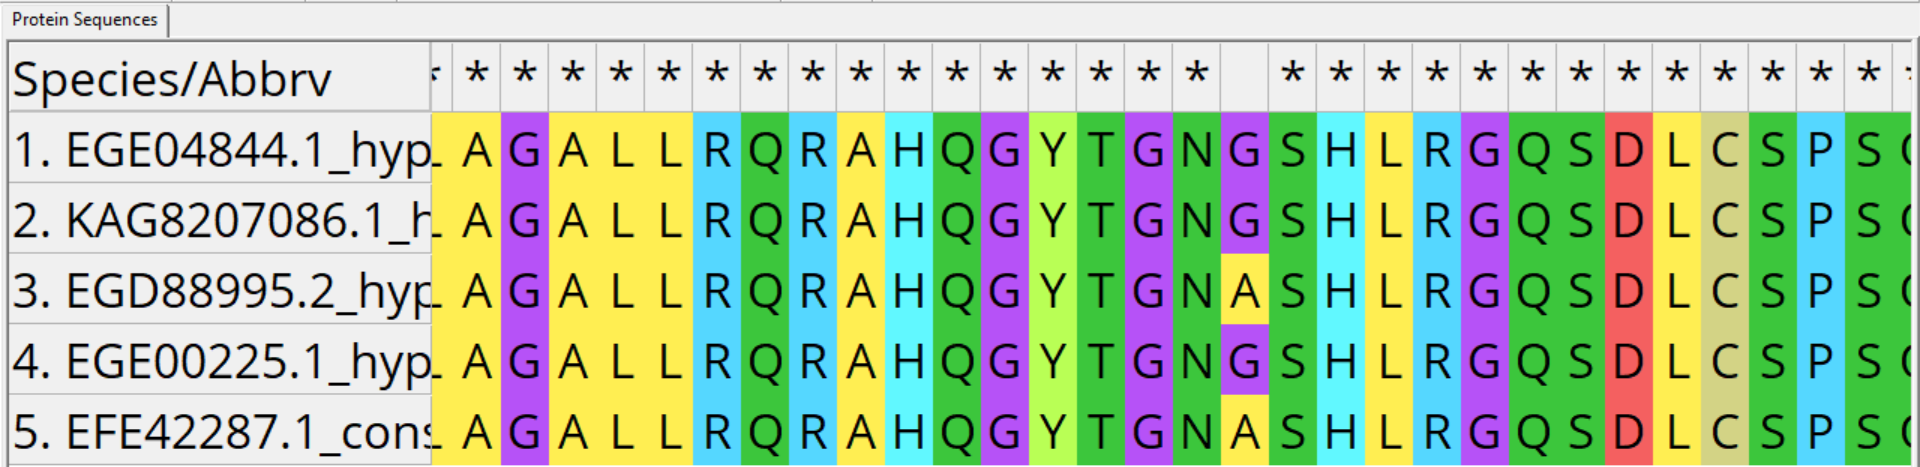 Protein Sequences
Species/Abbrv * * * * * * * * * * * * * * * * * * * * * * * * * * * *
1. EGE04844.1_hyp L A G A L L R Q R A H Q G Y T G N G S H L R G Q S D L C S P S
2. KAG8207086.1_h L A G A L L R Q R A H Q G Y T G N G S H L R G Q S D L C S P S
3. EGD88995.2_hyp L A G A L L R Q R A H Q G Y T G N A S H L R G Q S D L C S P S
4. EGE00225.1_hyp L A G A L L R Q R A H Q G Y T G N G S H L R G Q S D L C S P S
5. EFE42287.1_cons L A G A L L R Q R A H Q G Y T G N A S H L R G Q S D L C S P S